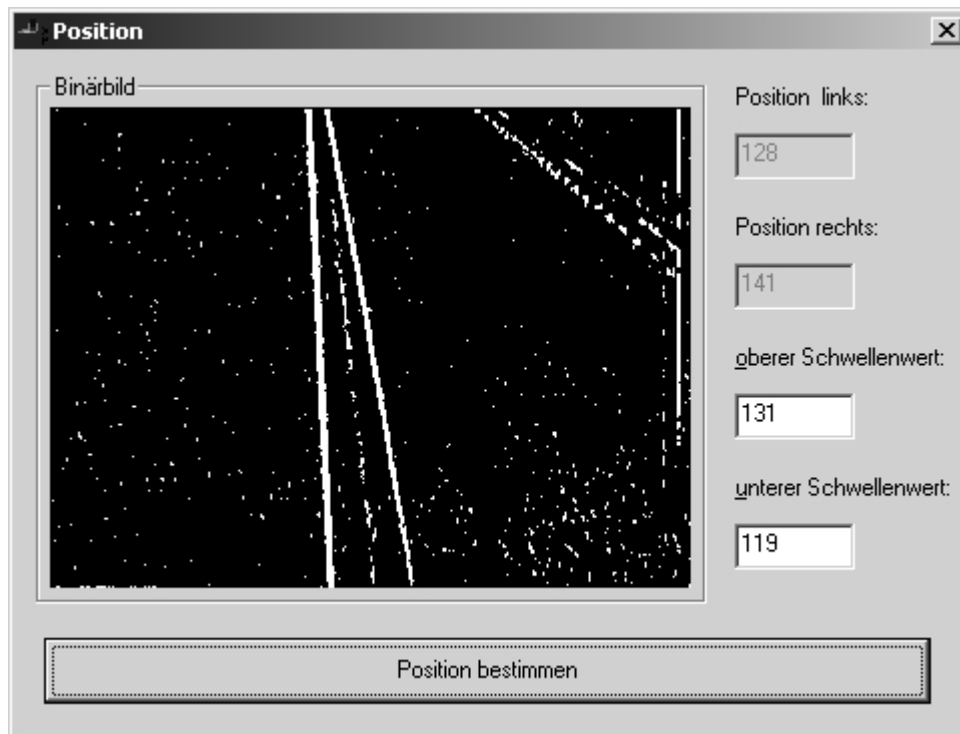 Position
Binärbild
Position links:
128
Position rechts:
141
oberer Schwellenwert:
131
unterer Schwellenwert:
119
Position bestimmen